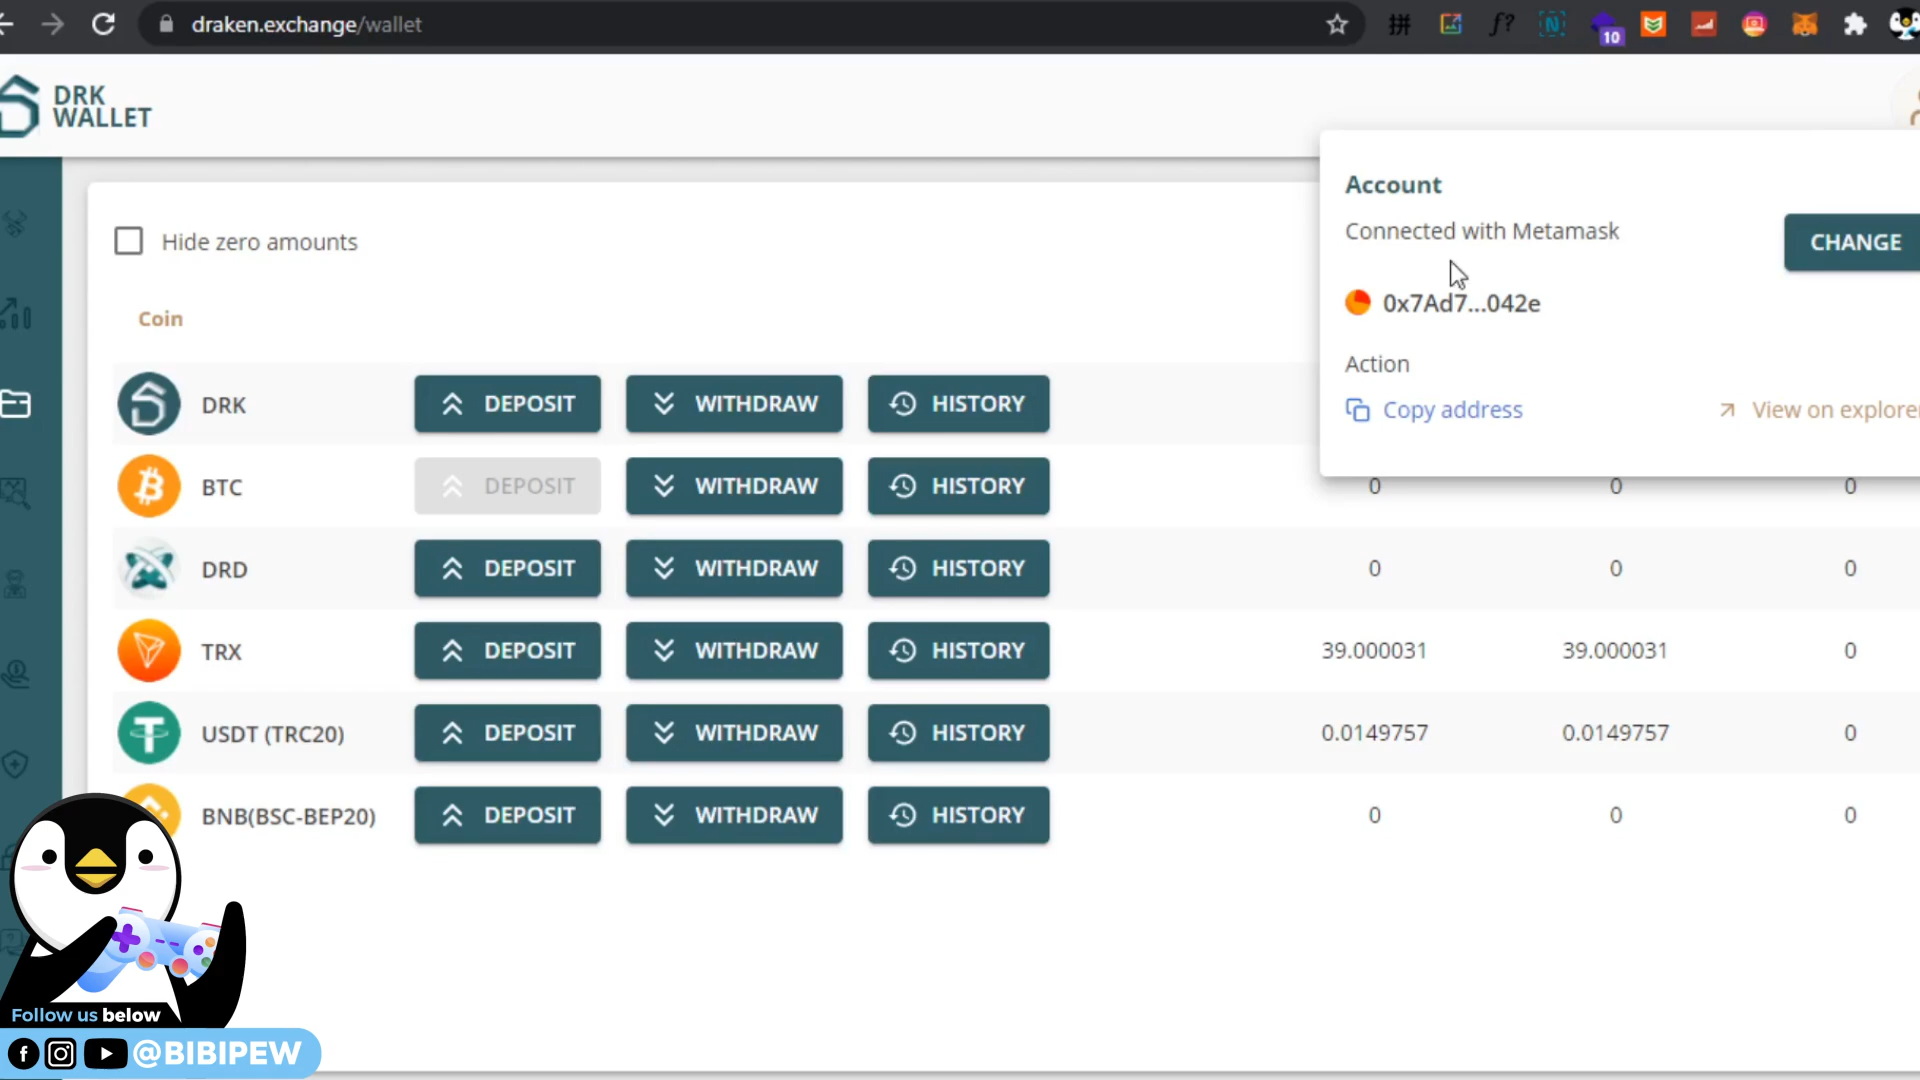 draken.exchange/wallet
10
DRK
WALLET
Account
Connected with Metamask
CHANGE
0x7Ad7...042e
Action
Copy address
View on explorer
Hide zero amounts
Coin
DRK DEPOSIT WITHDRAW HISTORY
BTC DEPOSIT WITHDRAW HISTORY 0 0 0
DRD DEPOSIT WITHDRAW HISTORY 0 0 0
TRX DEPOSIT WITHDRAW HISTORY 39.000031 39.000031 0
USDT (TRC20) DEPOSIT WITHDRAW HISTORY 0.0149757 0.0149757 0
BNB(BSC-BEP20) DEPOSIT WITHDRAW HISTORY 0 0 0
Follow us below
@BIBIPEW